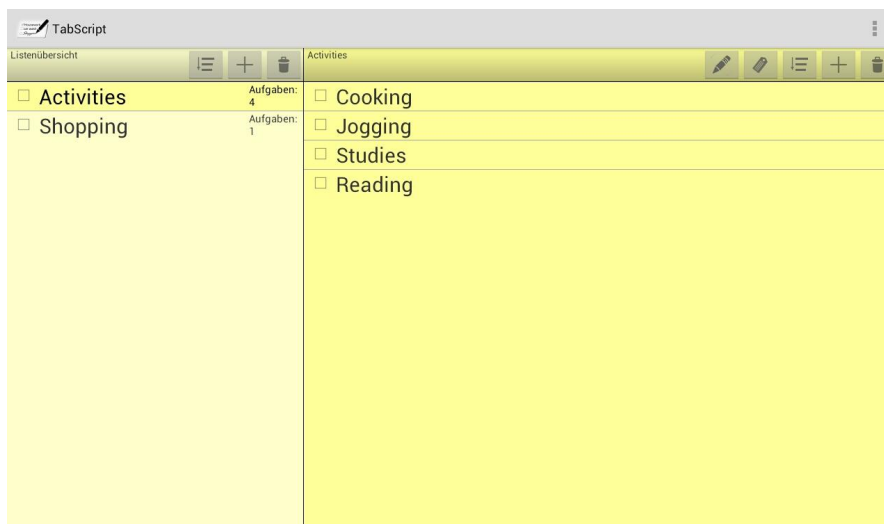 TabScript
Listenübersicht
Activities
Aufgaben:
4
Shopping
Aufgaben:
1
Activities
Cooking
Jogging
Studies
Reading